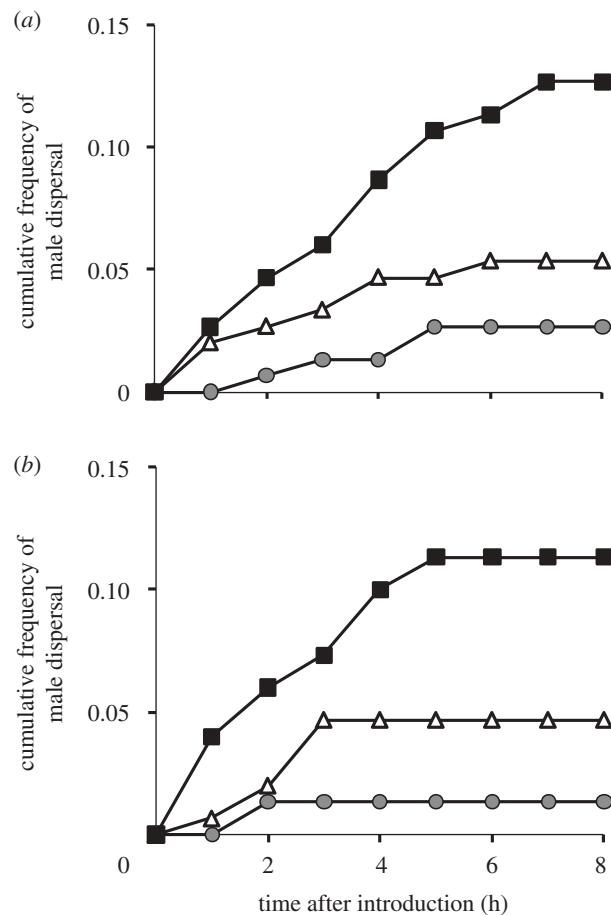 (a)
0.15
0.10
0.05
0
cumulative frequency of
male dispersal
(b)
0.15
0.10
0.05
0
cumulative frequency of
male dispersal
2 4 6 8
time after introduction (h)